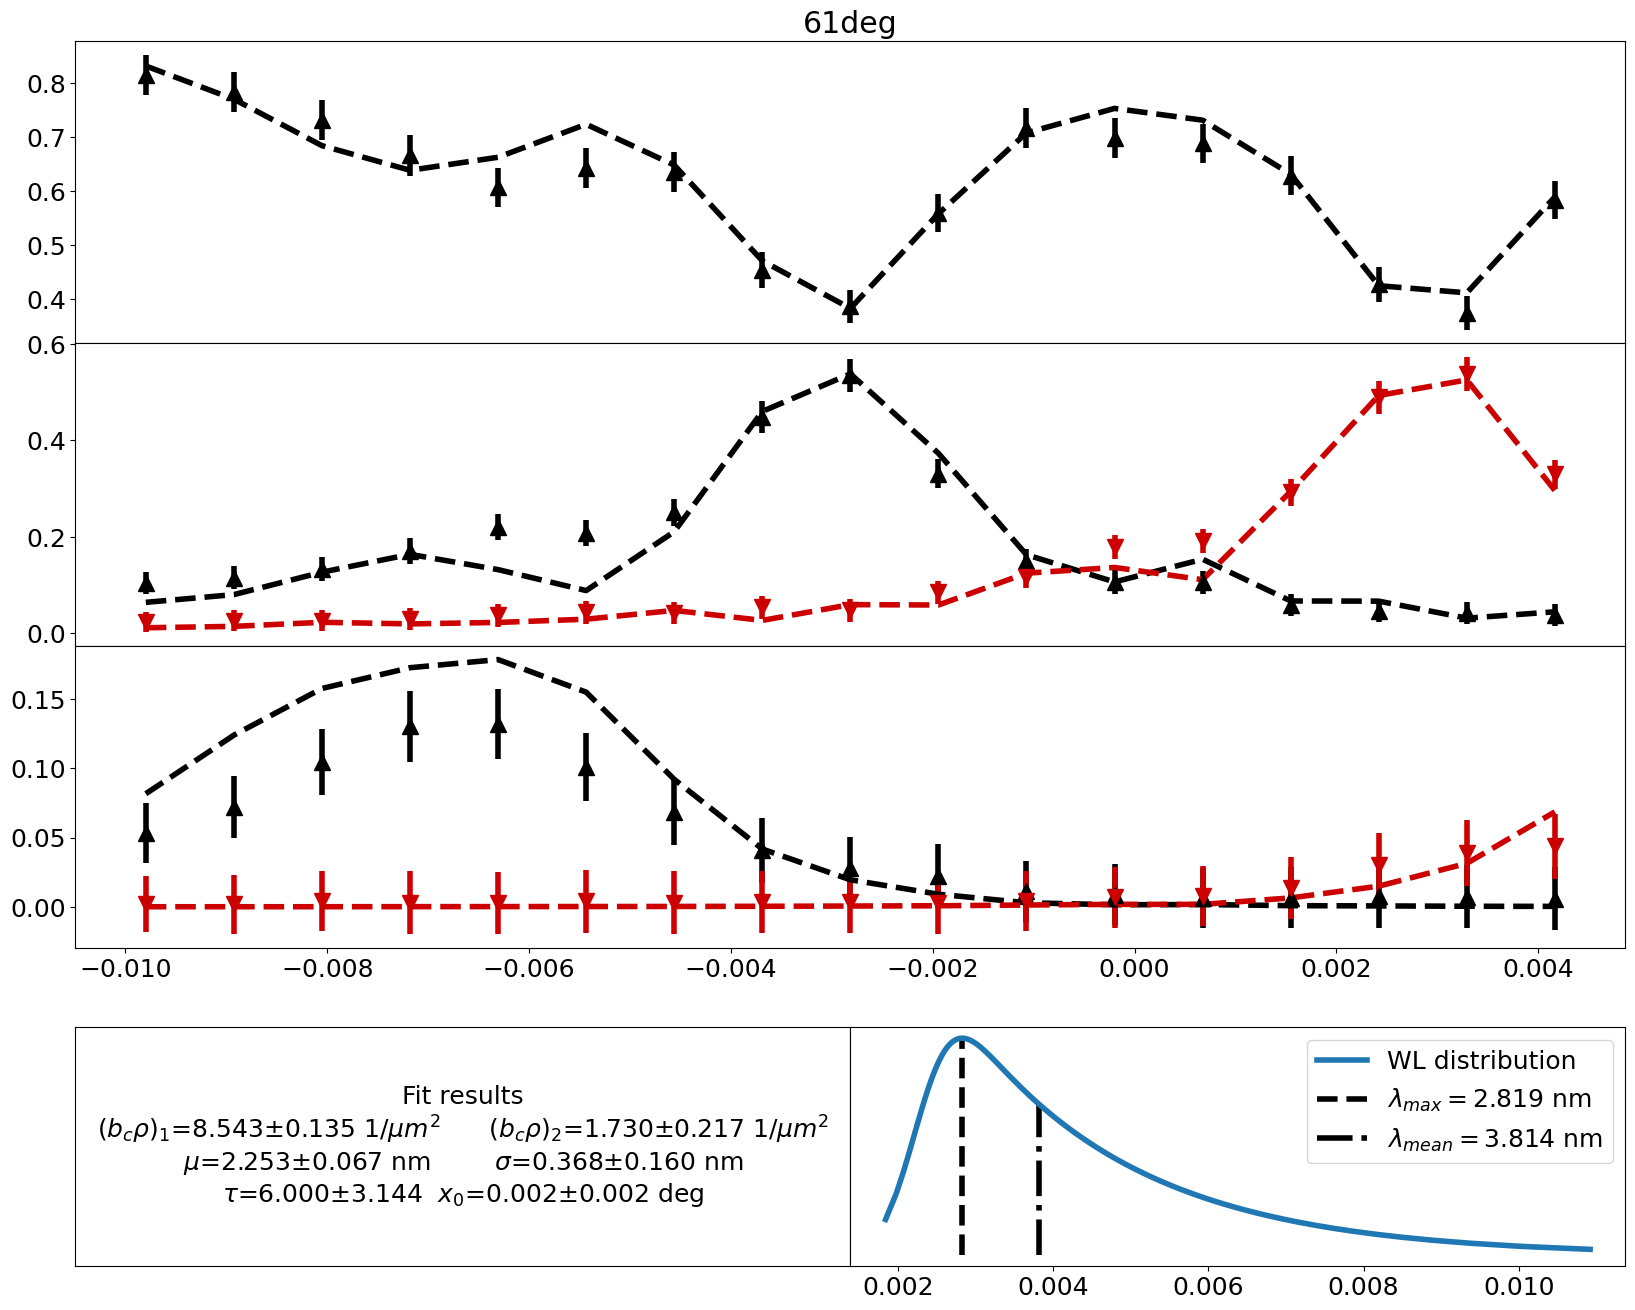 61deg
0.8
0.7
0.6
0.5
0.4
0.6
0.4
0.2
0.0
0.15
0.10
0.05
0.00
−0.010 −0.008 −0.006 −0.004 −0.002 0.000 0.002 0.004
Fit results
(b_cρ)_1=8.543±0.135 1/μm^2 (b_cρ)_2=1.730±0.217 1/μm^2
μ=2.253±0.067 nm σ=0.368±0.160 nm
τ=6.000±3.144 x_0=0.002±0.002 deg
WL distribution
λ_max = 2.819 nm
λ_mean = 3.814 nm
0.002 0.004 0.006 0.008 0.010